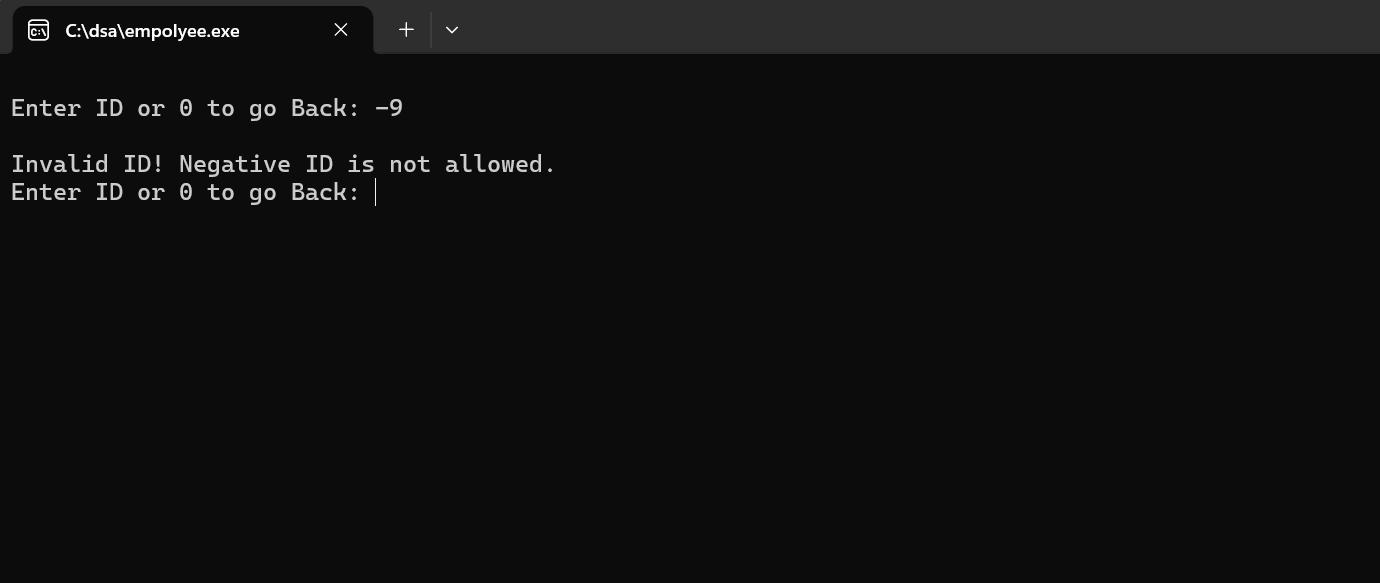 C:\dsa\empolyee.exe
Enter ID or 0 to go Back: -9
Invalid ID! Negative ID is not allowed.
Enter ID or 0 to go Back: